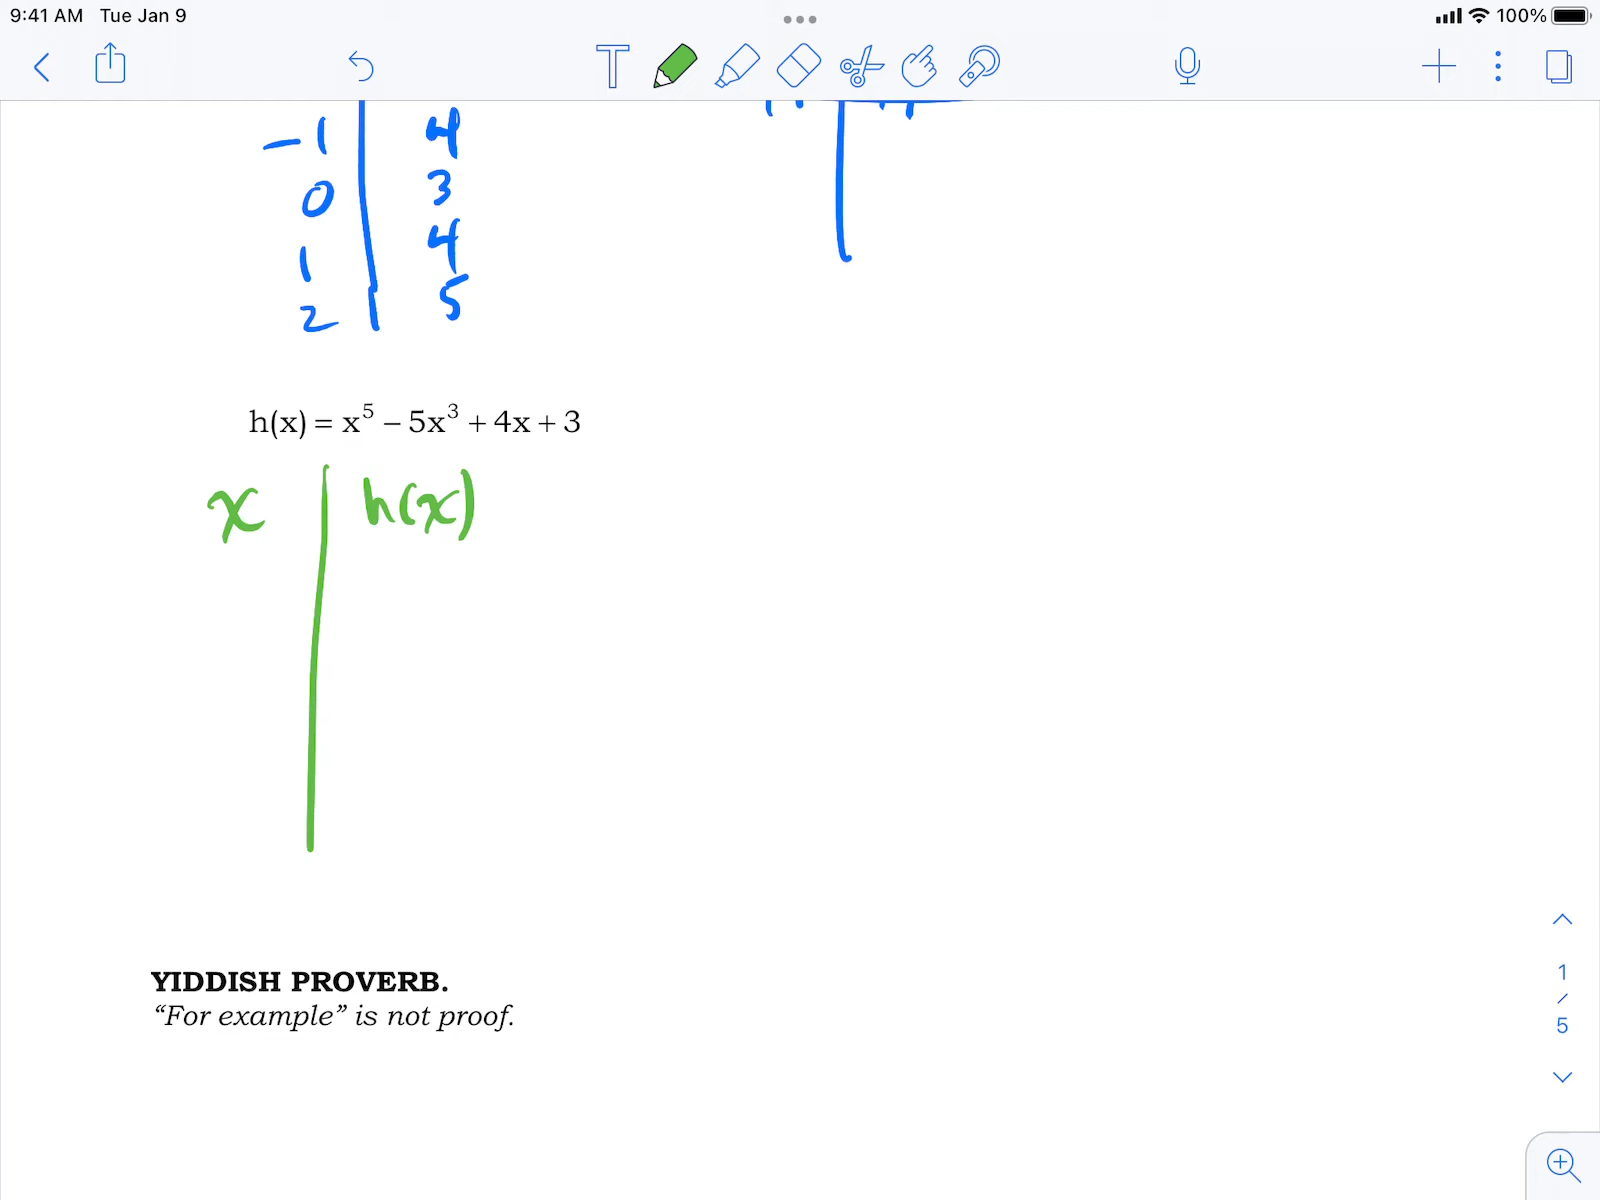 9:41 AM Tue Jan 9
100%
T
-1 4
0 3
1 4
2 5
h(x) = x⁵ − 5x³ + 4x + 3
x h(x)
YIDDISH PROVERB.
“For example” is not proof.
1
/
5